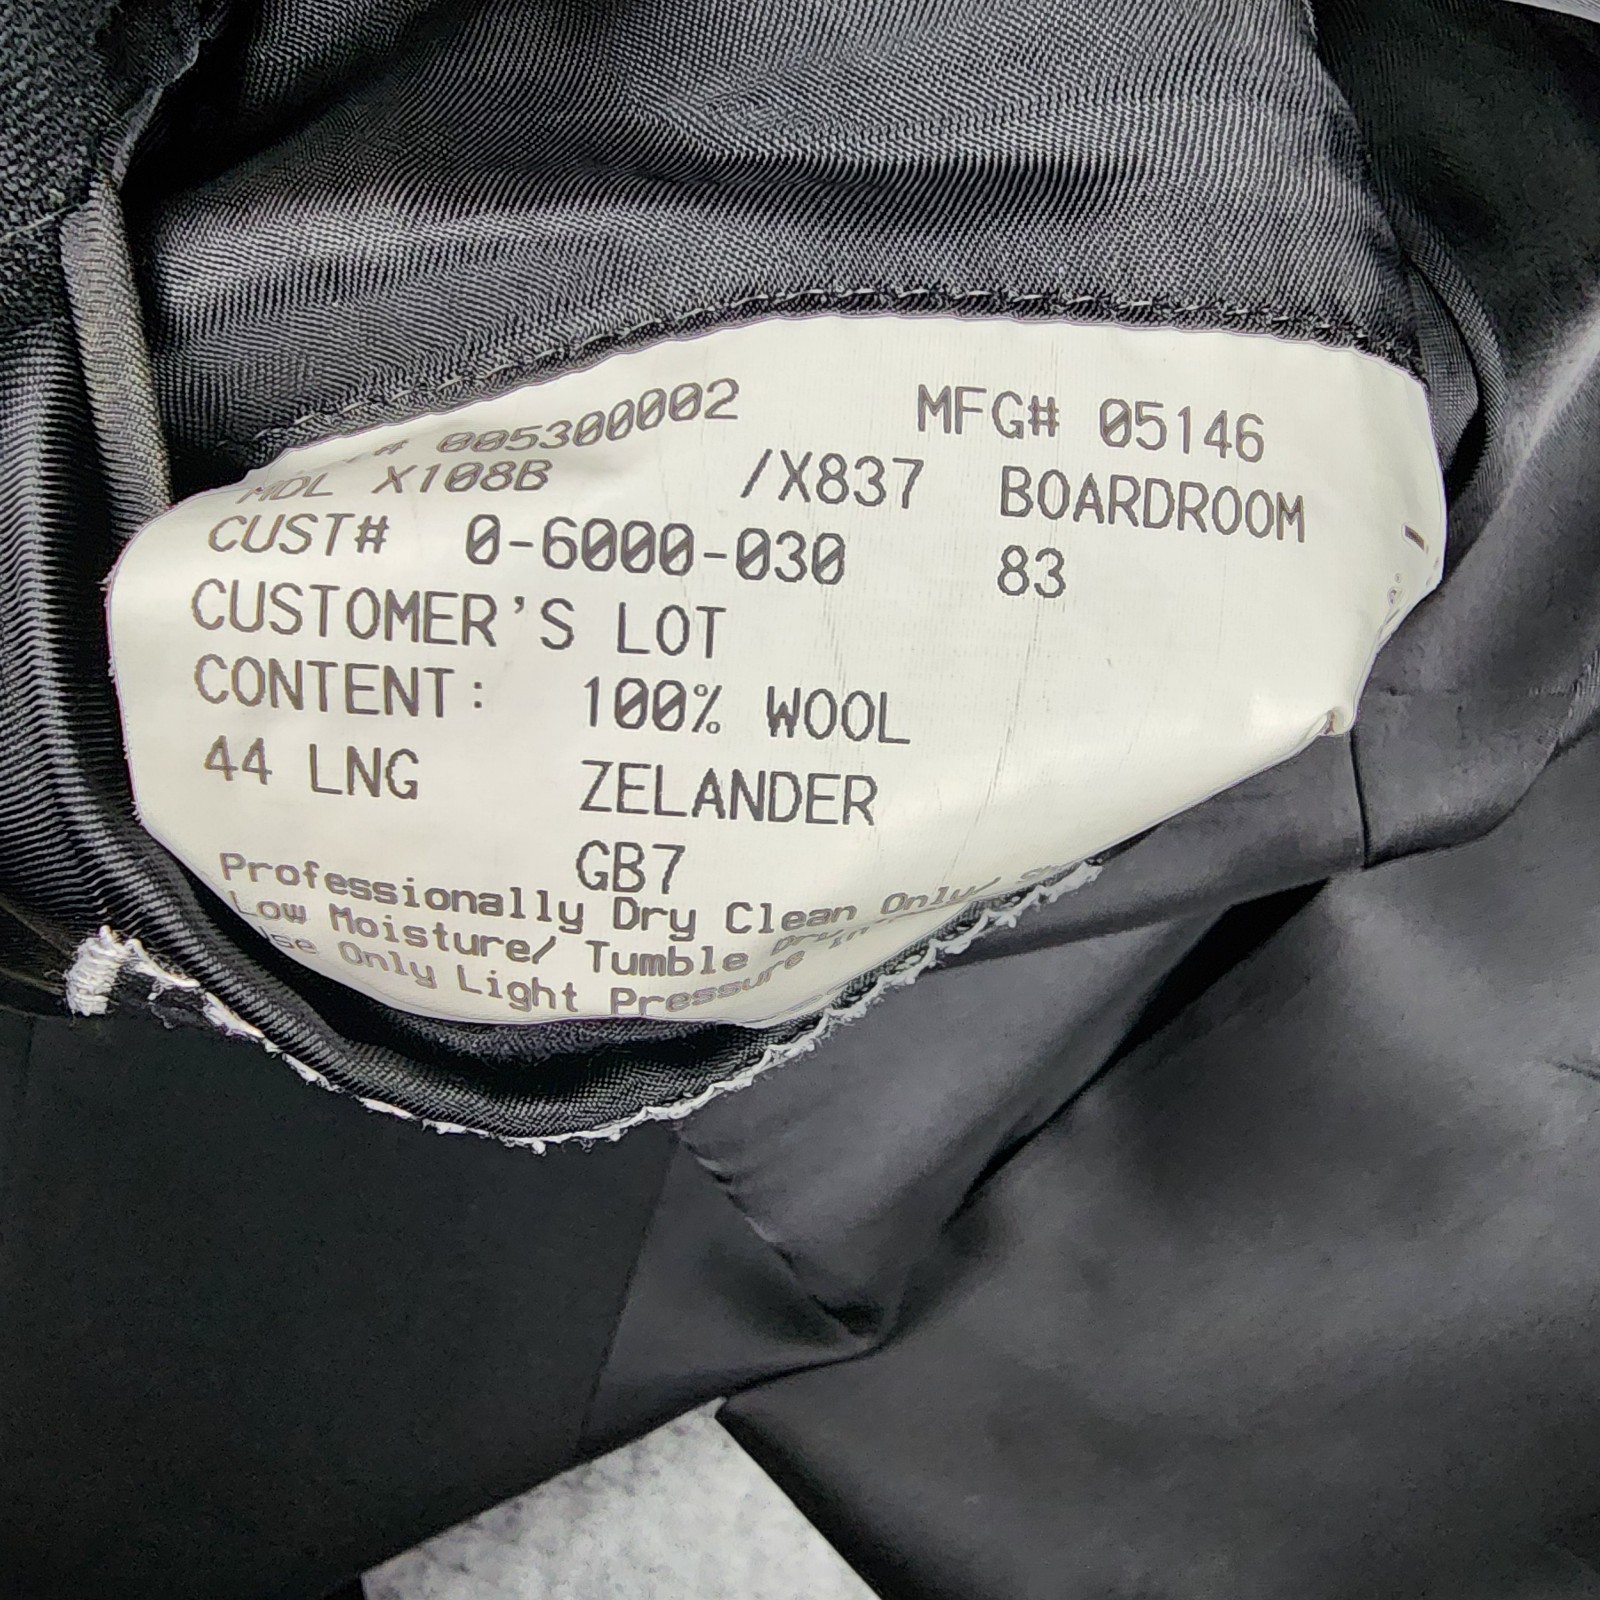 # 005300002 MFG# 05146
MDL X108B /X837 BOARDROOM
CUST# 0-6000-030 83
CUSTOMER'S LOT
CONTENT: 100% WOOL
44 LNG ZELANDER
GB7
Professionally Dry Clean Only/
Low Moisture/ Tumble Dry
Use Only Light Pressure